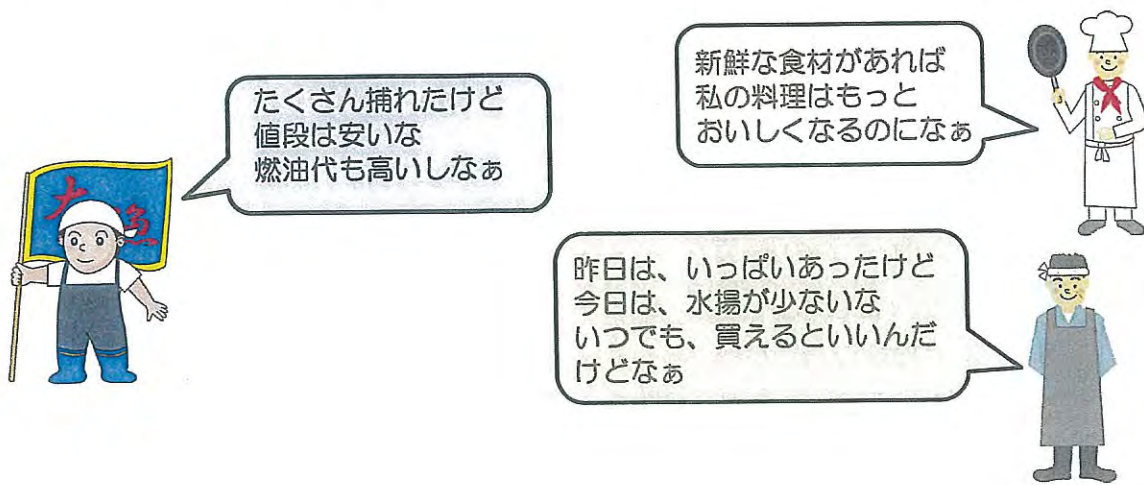 新鮮な食材があれば
私の料理はもっと
おいしくなるのになぁ
たくさん捕れたけど
値段は安いな
燃油代も高いしなぁ
昨日は、いっぱいあったけど
今日は、水揚が少ないな
いつでも、買えるといいんだ
けどなぁ
大漁